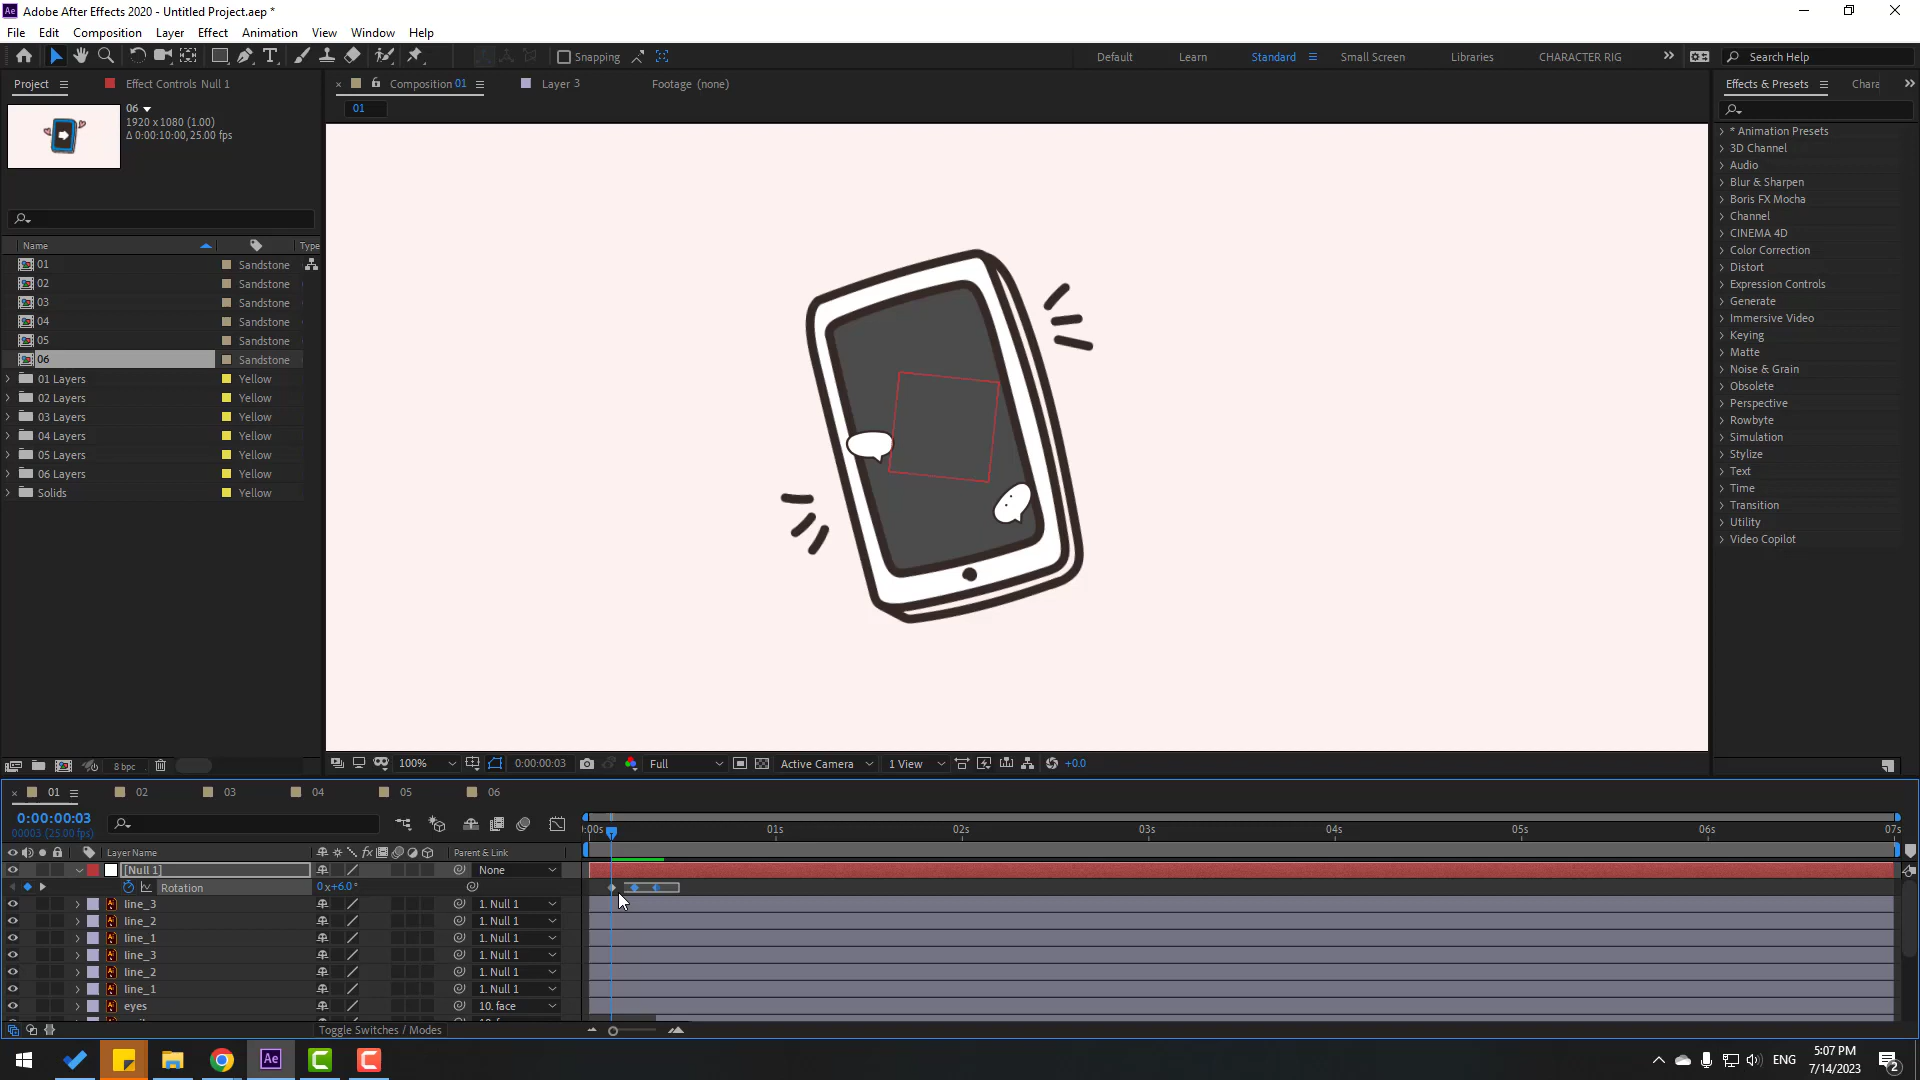 Adobe After Effects 2020 - Untitled Project.aep *
File Edit Composition Layer Effect Animation View Window Help
Snapping
Default Learn Standard Small Screen Libraries CHARACTER RIG
Search Help
Project Effect Controls Null 1
Composition 01 Layer 3 Footage (none)
Effects & Presets Chara
06
1920 x 1080 (1.00)
Δ 0:00:10:00, 25.00 fps
01
Name Type
01 Sandstone
02 Sandstone
03 Sandstone
04 Sandstone
05 Sandstone
06 Sandstone
01 Layers Yellow
02 Layers Yellow
03 Layers Yellow
04 Layers Yellow
05 Layers Yellow
06 Layers Yellow
Solids Yellow
* Animation Presets
3D Channel
Audio
Blur & Sharpen
Boris FX Mocha
Channel
CINEMA 4D
Color Correction
Distort
Expression Controls
Generate
Immersive Video
Keying
Matte
Noise & Grain
Obsolete
Perspective
Rowbyte
Simulation
Stylize
Text
Time
Transition
Utility
Video Copilot
8 bpc
100% 0:00:00:03 Full Active Camera 1 View +0.0
01 02 03 04 05 06
0:00:00:03
00003 (25.00 fps)
:00s 01s 02s 03s 04s 05s 06s 07s
Layer Name Parent & Link
[Null 1] None
Rotation 0x+6.0°
line_3 1. Null 1
line_2 1. Null 1
line_1 1. Null 1
line_3 1. Null 1
line_2 1. Null 1
line_1 1. Null 1
eyes 10. face
Toggle Switches / Modes
ENG
5:07 PM
7/14/2023
2